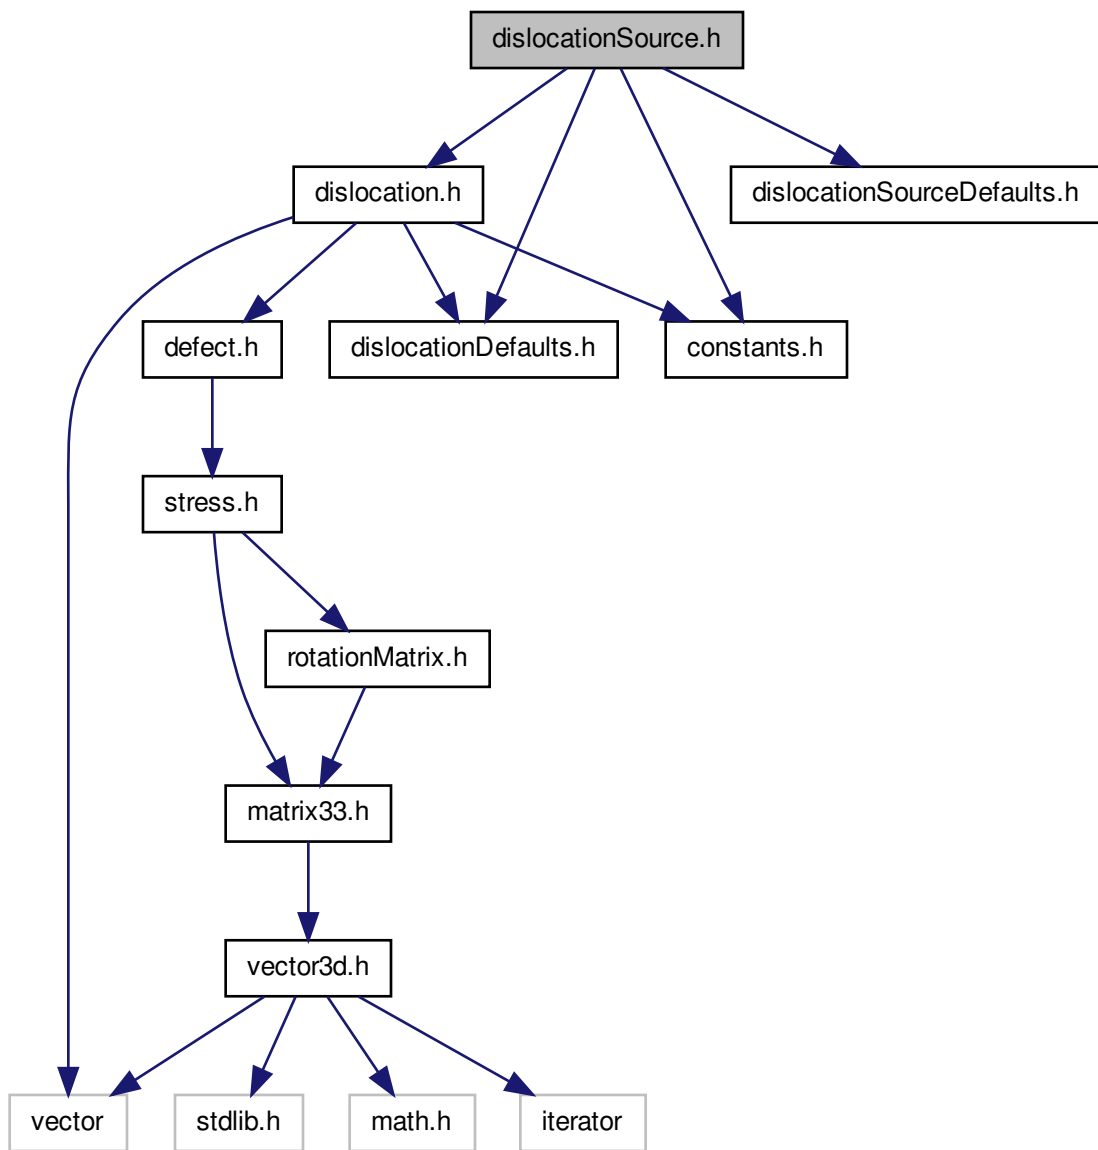 dislocationSource.h
dislocation.h
dislocationSourceDefaults.h
defect.h
dislocationDefaults.h
constants.h
stress.h
rotationMatrix.h
matrix33.h
vector3d.h
vector
stdlib.h
math.h
iterator